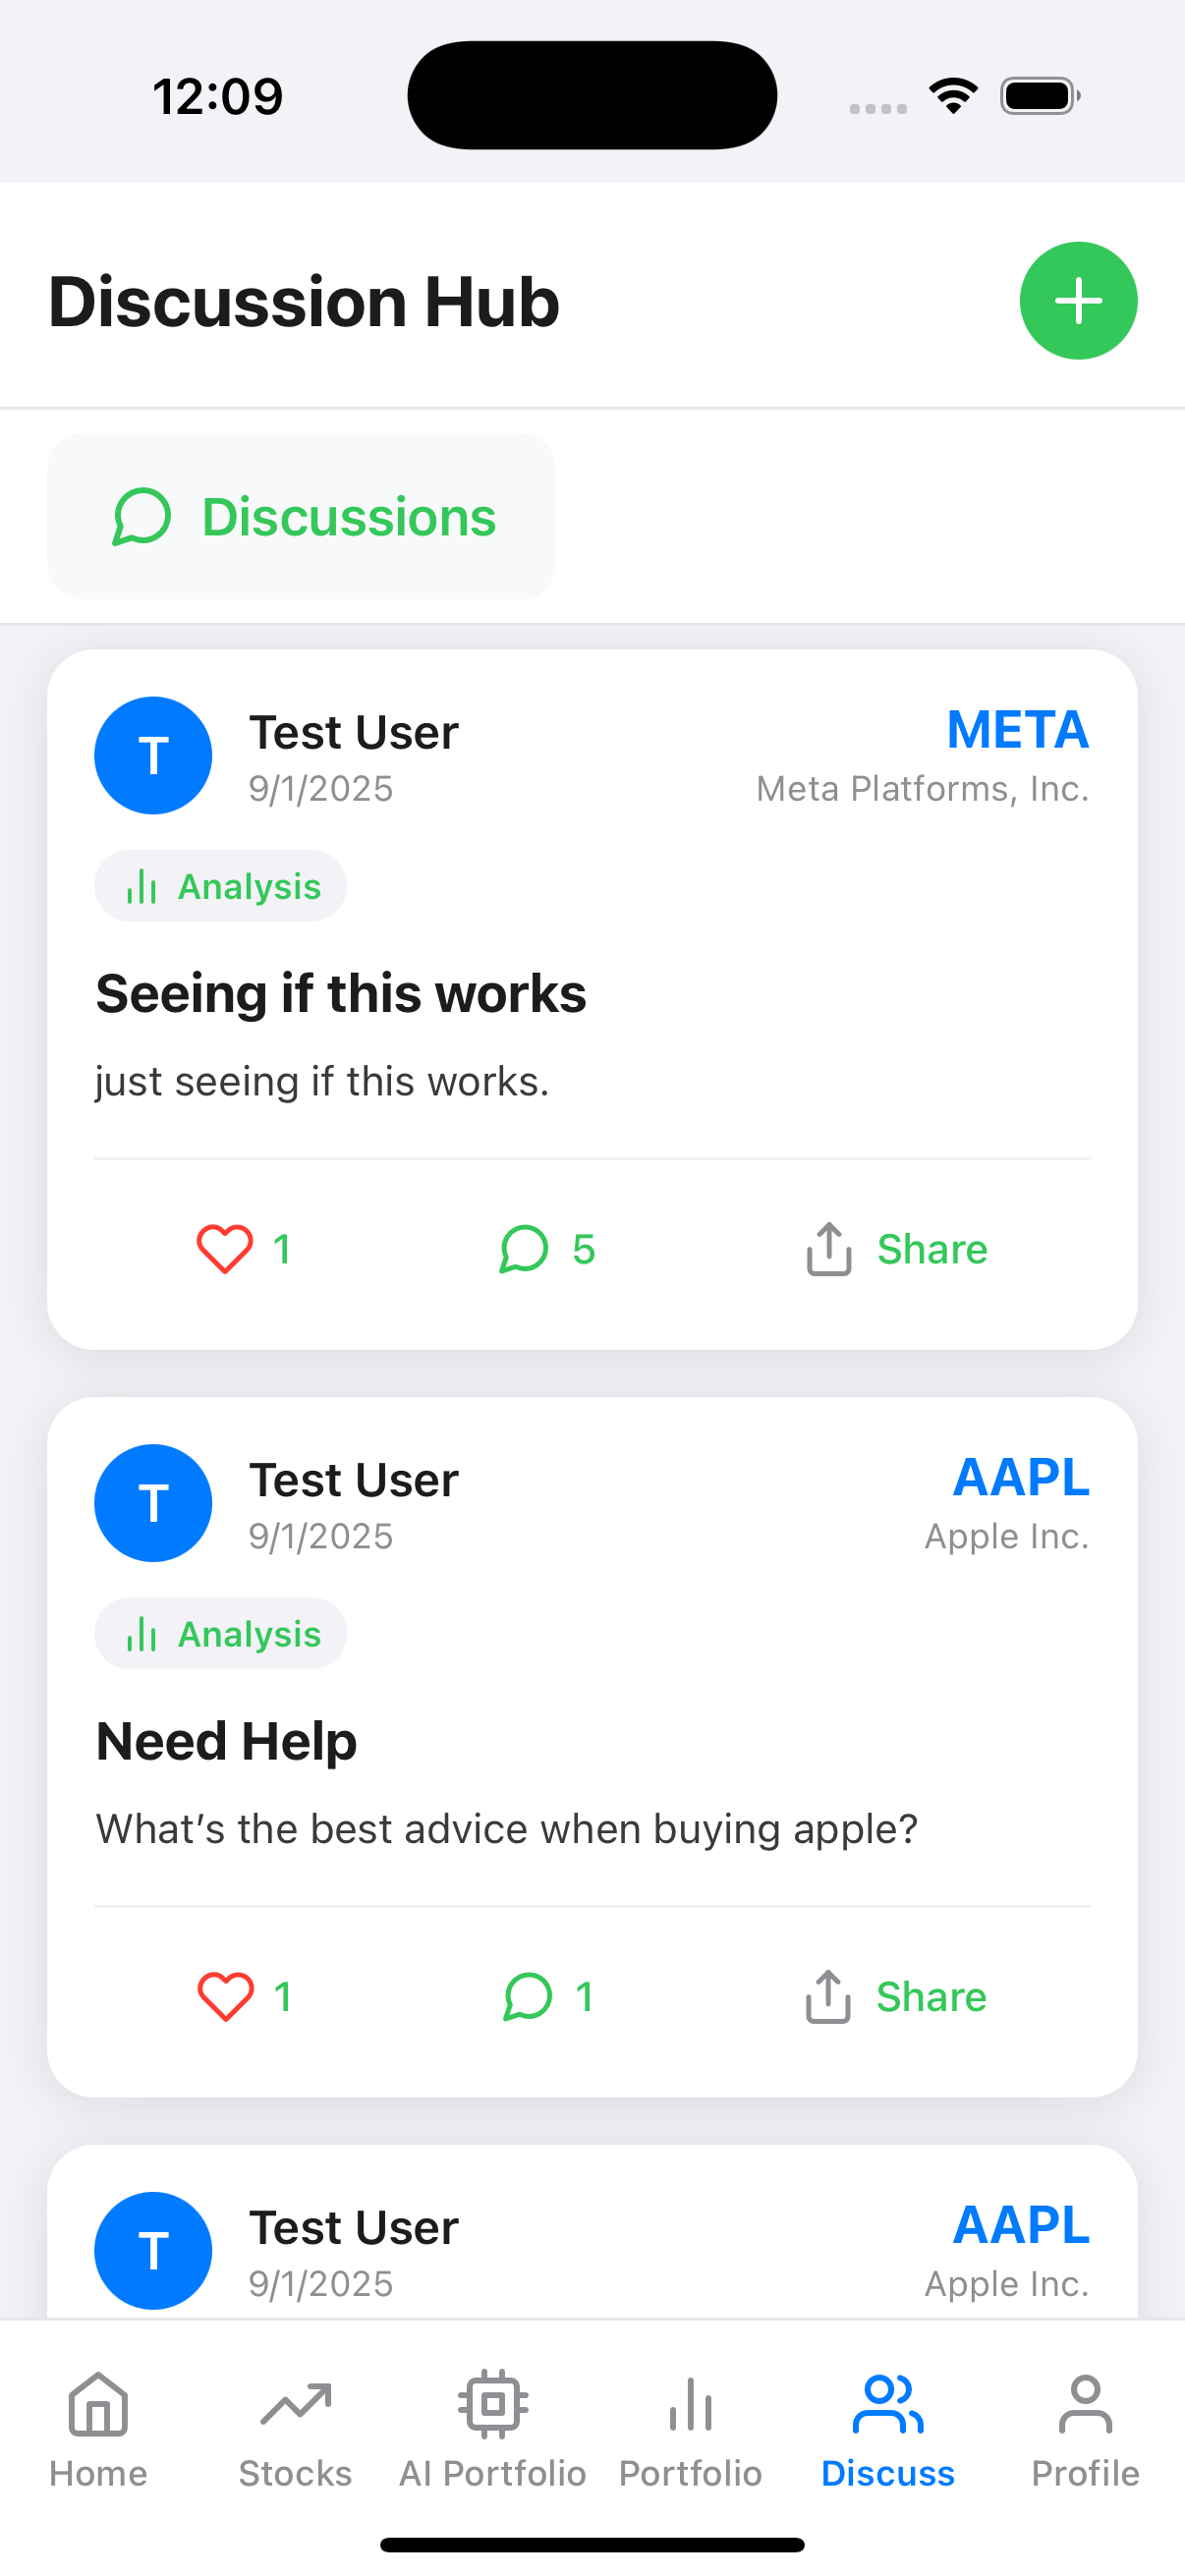 12:09
Discussion Hub
Discussions
T
Test User
META
9/1/2025
Meta Platforms, Inc.
Analysis
Seeing if this works
just seeing if this works.
1
5
Share
T
Test User
AAPL
9/1/2025
Apple Inc.
Analysis
Need Help
What’s the best advice when buying apple?
1
1
Share
T
Test User
AAPL
9/1/2025
Apple Inc.
Home
Stocks
AI Portfolio
Portfolio
Discuss
Profile